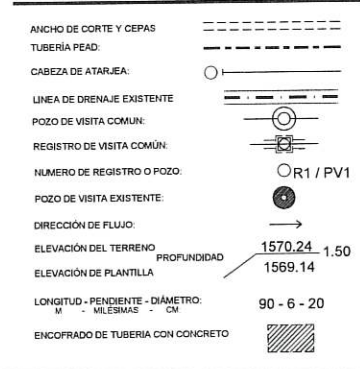 ANCHO DE CORTE Y CEPAS
TUBERÍA PEAD:
CABEZA DE ATARJEA:
LINEA DE DRENAJE EXISTENTE
POZO DE VISITA COMUN:
REGISTRO DE VISITA COMÚN:
NUMERO DE REGISTRO O POZO: R1 / PV1
POZO DE VISITA EXISTENTE:
DIRECCIÓN DE FLUJO:
ELEVACIÓN DEL TERRENO 1570.24
PROFUNDIDAD 1.50
ELEVACIÓN DE PLANTILLA 1569.14
LONGITUD - PENDIENTE - DIÁMETRO: 90 - 6 - 20
M - MILÉSIMAS - CM
ENCOFRADO DE TUBERIA CON CONCRETO